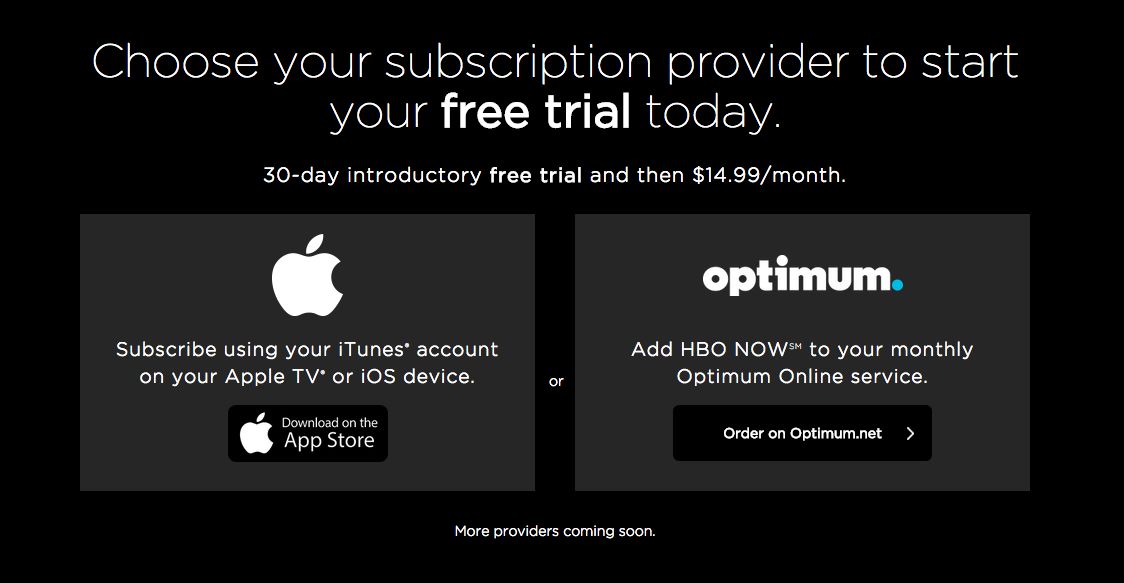 Choose your subscription provider to start
your free trial today.
30-day introductory free trial and then $14.99/month.
Subscribe using your iTunes® account
on your Apple TV® or iOS device.
Download on the
App Store
or
optimum.
Add HBO NOW℠ to your monthly
Optimum Online service.
Order on Optimum.net
More providers coming soon.